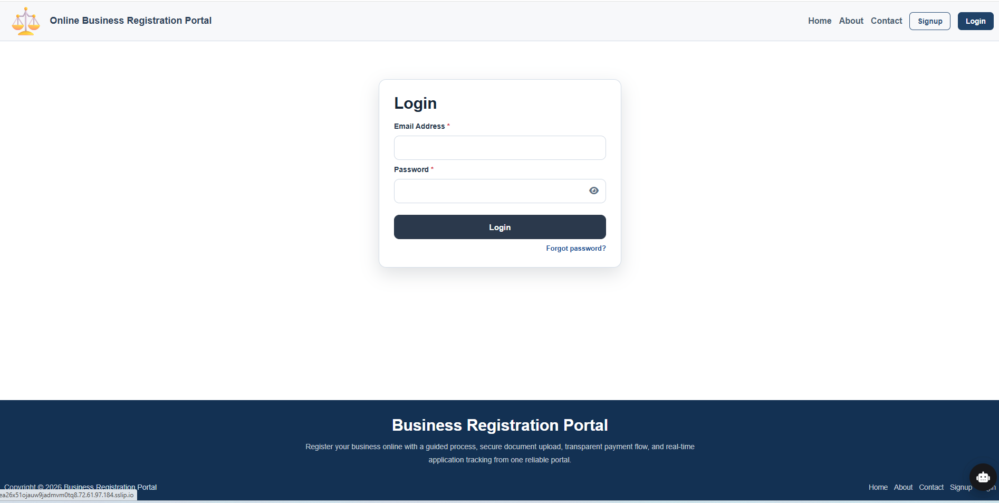 Online Business Registration Portal
Home About Contact Signup Login
Login
Email Address *
Password *
Login
Forgot password?
Business Registration Portal
Register your business online with a guided process, secure document upload, transparent payment flow, and real-time
application tracking from one reliable portal.
Copyright © 2026 Business Registration Portal
Home About Contact Signup
ea26x51ojauw9jadmvm0tq8.72.61.97.184.sslip.io